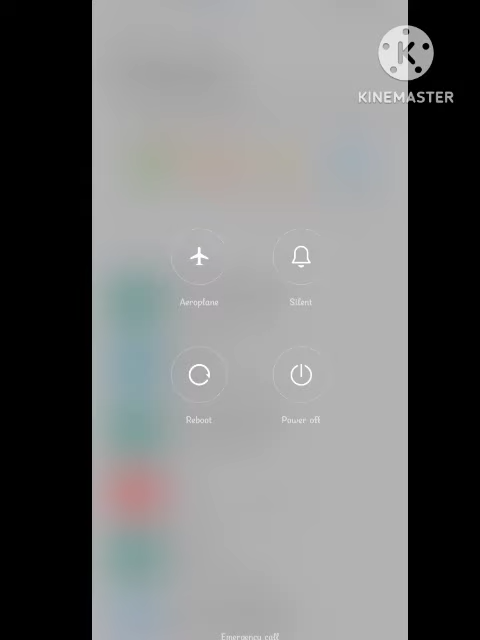 K
KINEMASTER
Aeroplane
Silent
Reboot
Power off
Emergency call